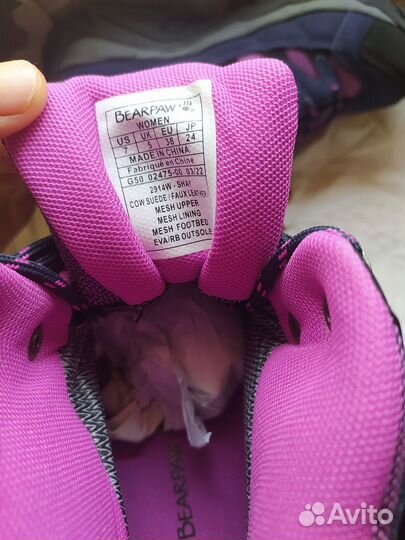 BEARPAW
WOMEN
US UK EU JP
7 5 38 24
MADE IN CHINA
Fabriqué en Chine
G50 02475-00 03/22
2914W - SHAY
COW SUEDE / FAUX LEATHER /
MESH UPPER
MESH LINING
MESH FOOTBED
EVA/RB OUTSOLE
BEARPAW
Avito